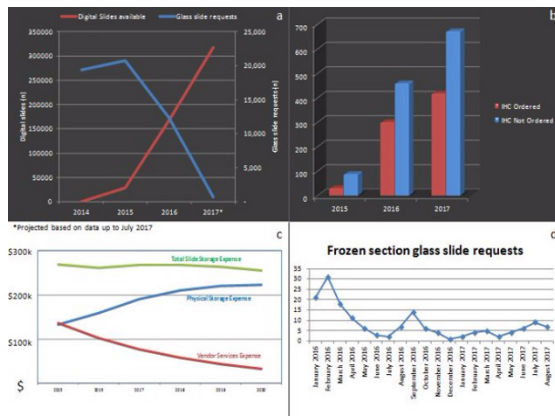 Digital Slides available
Glass slide requests
a
350000
300000
250000
200000
150000
100000
50000
0
Digital slides (n)
25,000
20,000
15,000
10,000
5,000
-
Glass slide requests (n)
2014
2015
2016
2017*
*Projected based on data up to July 2017
b
700
600
500
400
300
200
100
0
2015
2016
2017
IHC Ordered
IHC Not Ordered
c
$300k
$200k
$100k
$
Total Slide Storage Expense
Physical Storage Expense
Vendor Services Expense
2017
2018
d
Frozen section glass slide requests
35
30
25
20
15
10
5
0
January 2016
February 2016
March 2016
April 2016
May 2016
June 2016
July 2016
August 2016
September 2016
October 2016
November 2016
December 2016
January 2017
February 2017
March 2017
April 2017
May 2017
June 2017
July 2017
August 2017